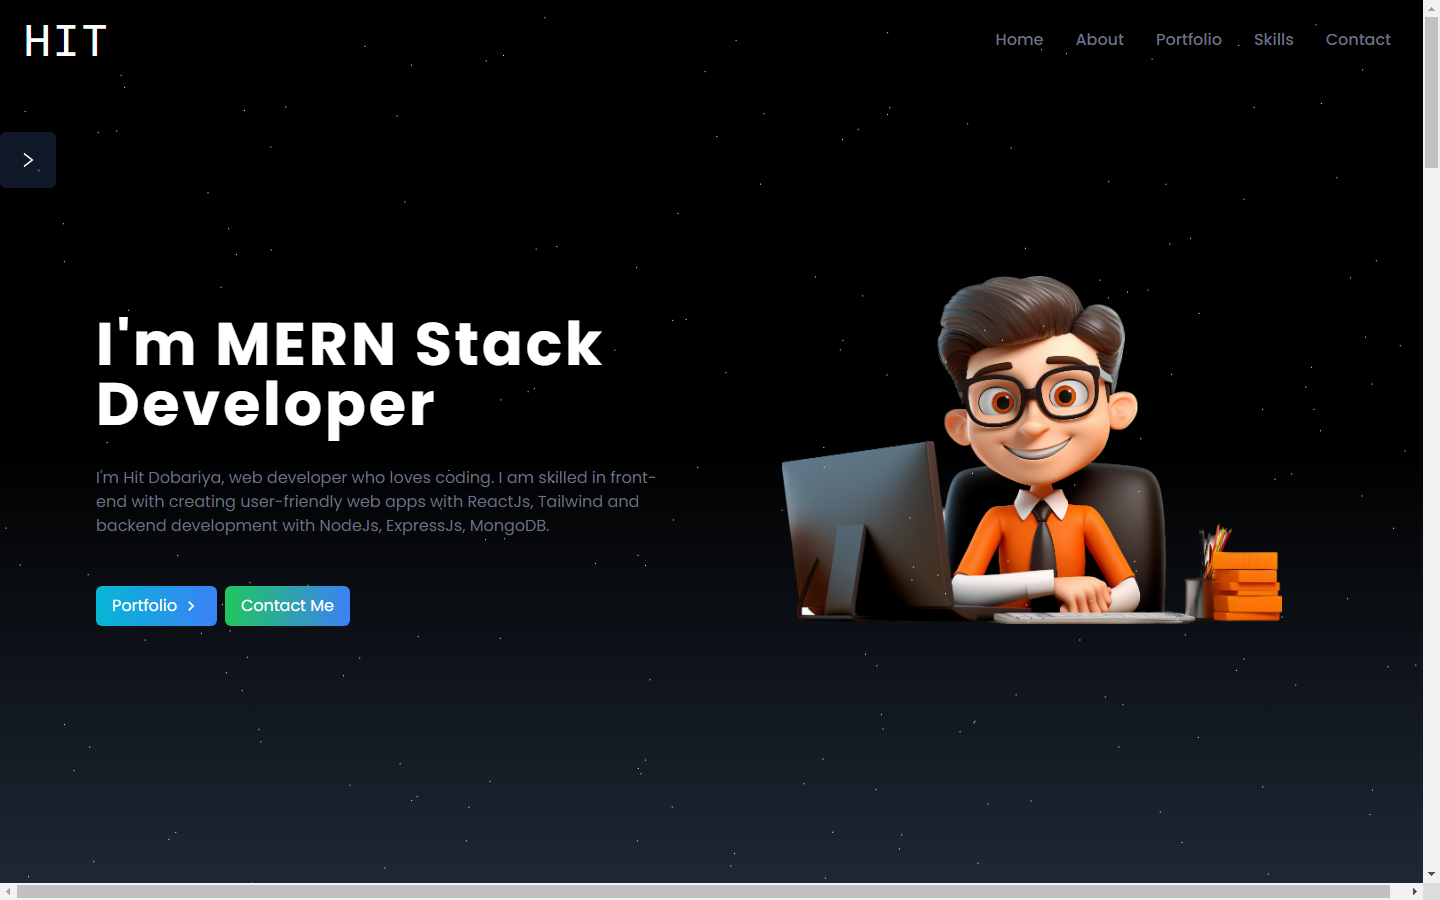 HIT
Home About Portfolio Skills Contact
I'm MERN Stack
Developer
I'm Hit Dobariya, web developer who loves coding. I am skilled in front-
end with creating user-friendly web apps with ReactJs, Tailwind and
backend development with NodeJs, ExpressJs, MongoDB.
Portfolio Contact Me